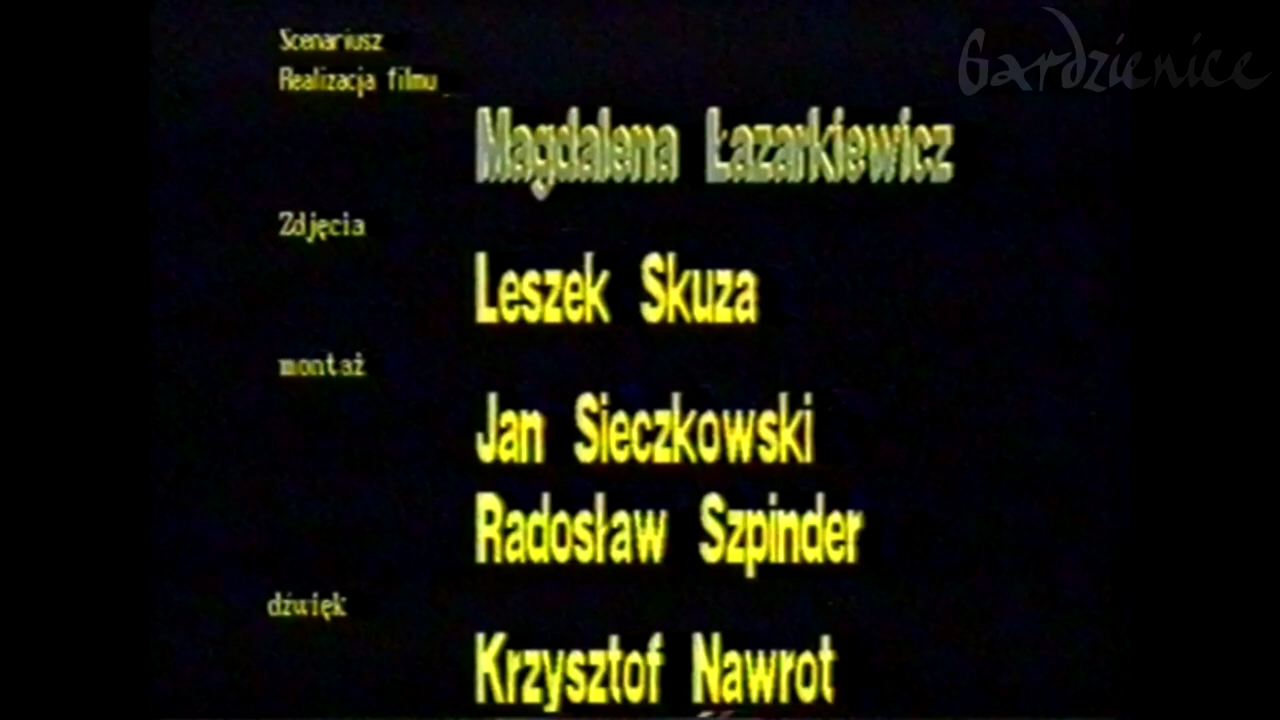 Gardzienice
Scenariusz
Realizacja filmu
Magdalena Łazarkiewicz
Zdjęcia
Leszek Skuza
montaż
Jan Sieczkowski
Radosław Szpinder
dźwięk
Krzysztof Nawrot